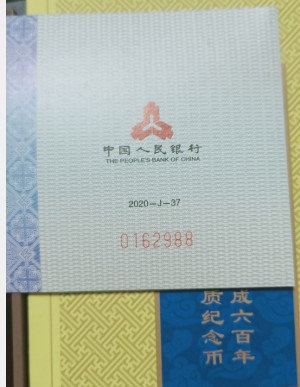 中国人民银行
THE PEOPLE'S BANK OF CHINA
2020-J-37
0162988
成六百年
质纪念币